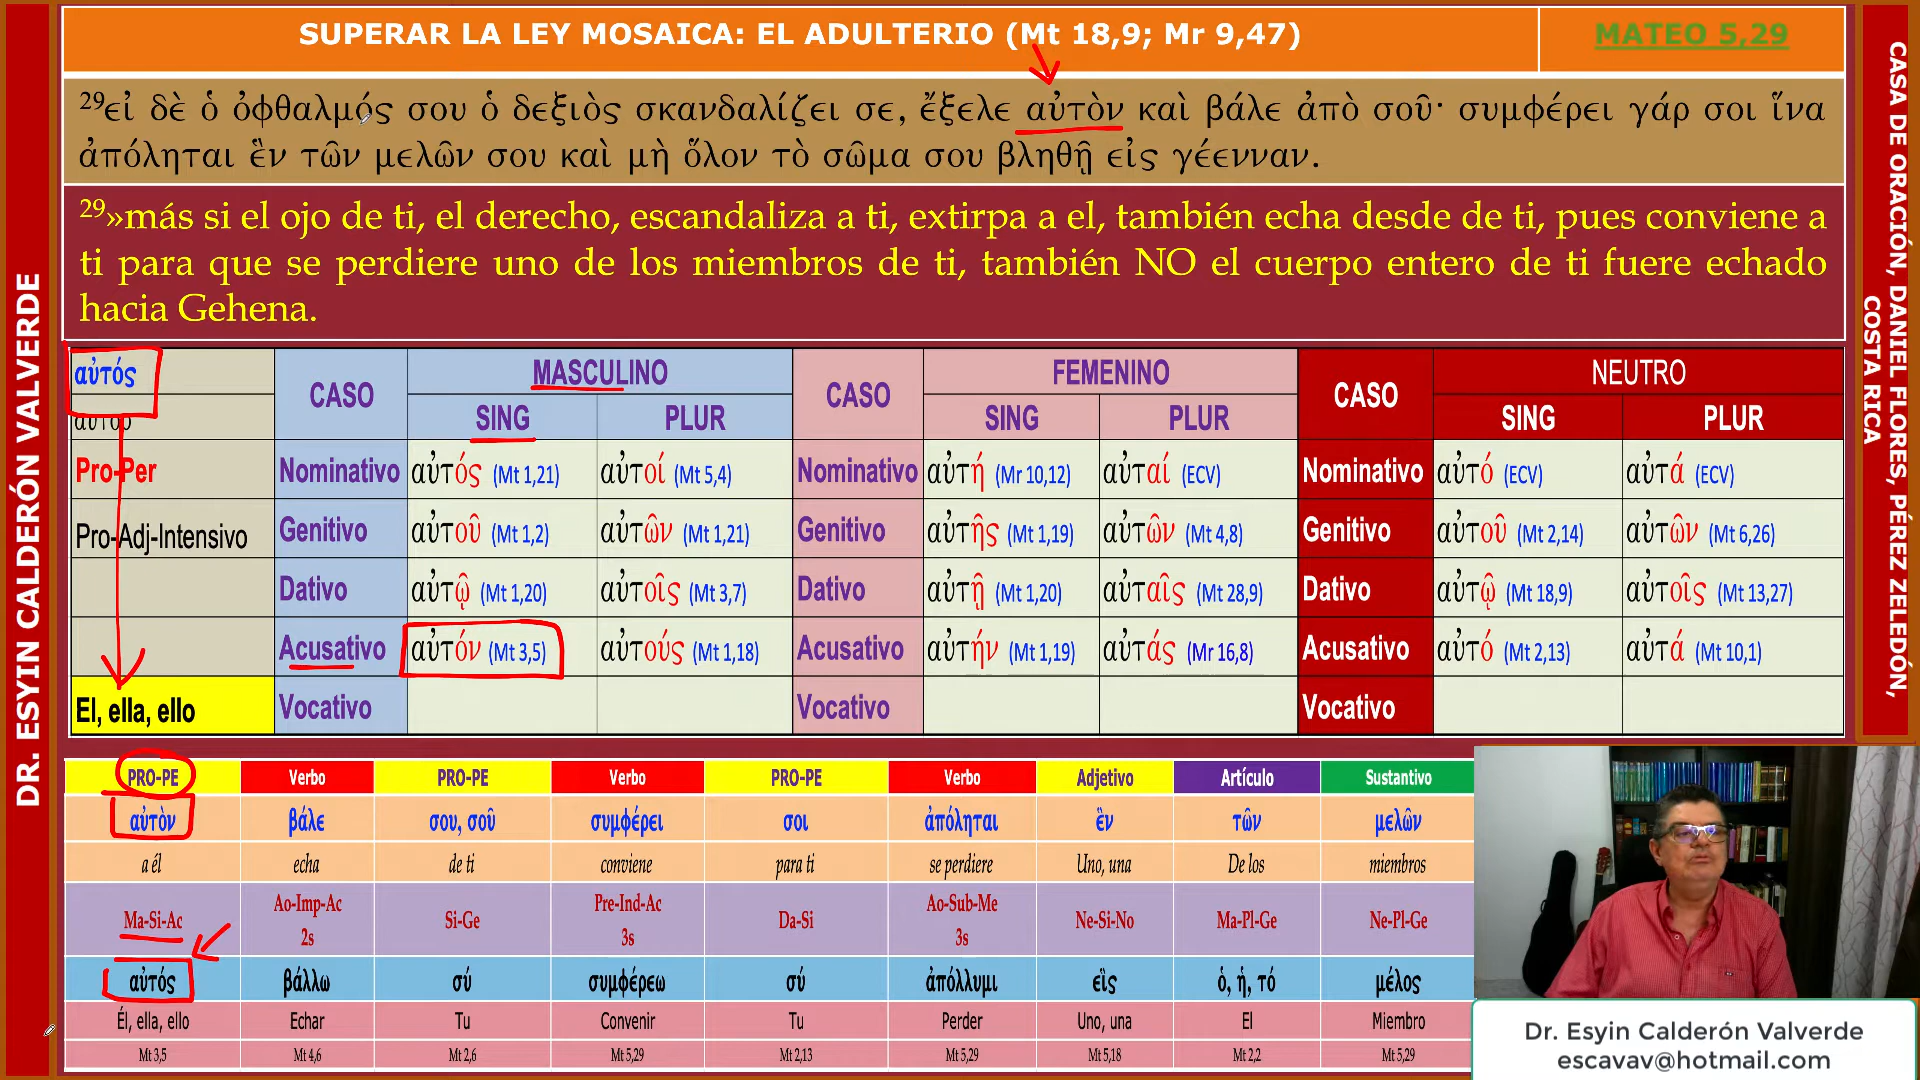 SUPERAR LA LEY MOSAICA: EL ADULTERIO (Mt 18,9; Mr 9,47)
MATEO 5,29
DR. ESYIN CALDERÓN VALVERDE
CASA DE ORACIÓN, DANIEL FLORES, PÉREZ ZELEDÓN,
COSTA RICA
29εἰ δὲ ὁ ὀφθαλμός σου ὁ δεξιὸς σκανδαλίζει σε, ἔξελε αὐτὸν καὶ βάλε ἀπὸ σοῦ· συμφέρει γάρ σοι ἵνα
ἀπόληται ἓν τῶν μελῶν σου καὶ μὴ ὅλον τὸ σῶμα σου βληθῇ εἰς γέενναν.
29»más si el ojo de ti, el derecho, escandaliza a ti, extirpa a el, también echa desde de ti, pues conviene a
ti para que se perdiere uno de los miembros de ti, también NO el cuerpo entero de ti fuere echado
hacia Gehena.
αὐτός CASO MASCULINO CASO FEMENINO CASO NEUTRO
αὐτοῦ SING PLUR SING PLUR SING PLUR
Pro-Per Nominativo αὐτός (Mt 1,21) αὐτοί (Mt 5,4) Nominativo αὐτή (Mr 10,12) αὐταί (ECV) Nominativo αὐτό (ECV) αὐτά (ECV)
Pro-Adj-Intensivo Genitivo αὐτοῦ (Mt 1,2) αὐτῶν (Mt 1,21) Genitivo αὐτῆς (Mt 1,19) αὐτῶν (Mt 4,8) Genitivo αὐτοῦ (Mt 2,14) αὐτῶν (Mt 6,26)
Dativo αὐτῷ (Mt 1,20) αὐτοῖς (Mt 3,7) Dativo αὐτῇ (Mt 1,20) αὐταῖς (Mt 28,9) Dativo αὐτῷ (Mt 18,9) αὐτοῖς (Mt 13,27)
Acusativo αὐτόν (Mt 3,5) αὐτούς (Mt 1,18) Acusativo αὐτήν (Mt 1,19) αὐτάς (Mr 16,8) Acusativo αὐτό (Mt 2,13) αὐτά (Mt 10,1)
El, ella, ello Vocativo Vocativo Vocativo
PRO-PE Verbo PRO-PE Verbo PRO-PE Verbo Adjetivo Artículo Sustantivo
αὐτὸν βάλε σου, σοῦ συμφέρει σοι ἀπόληται ἓν τῶν μελῶν
a él echa de ti conviene para ti se perdiere Uno, una De los miembros
Ma-Si-Ac Ao-Imp-Ac 2s Si-Ge Pre-Ind-Ac 3s Da-Si Ao-Sub-Me 3s Ne-Si-No Ma-Pl-Ge Ne-Pl-Ge
αὐτός βάλλω σύ συμφέρεω σύ ἀπόλλυμι εἷς ὁ, ἡ, τό μέλος
Él, ella, ello Echar Tu Convenir Tu Perder Uno, una El Miembro
Mt 3,5 Mt 4,6 Mt 2,6 Mt 5,29 Mt 2,13 Mt 5,29 Mt 5,18 Mt 2,2 Mt 5,29
Dr. Esyin Calderón Valverde
escavav@hotmail.com